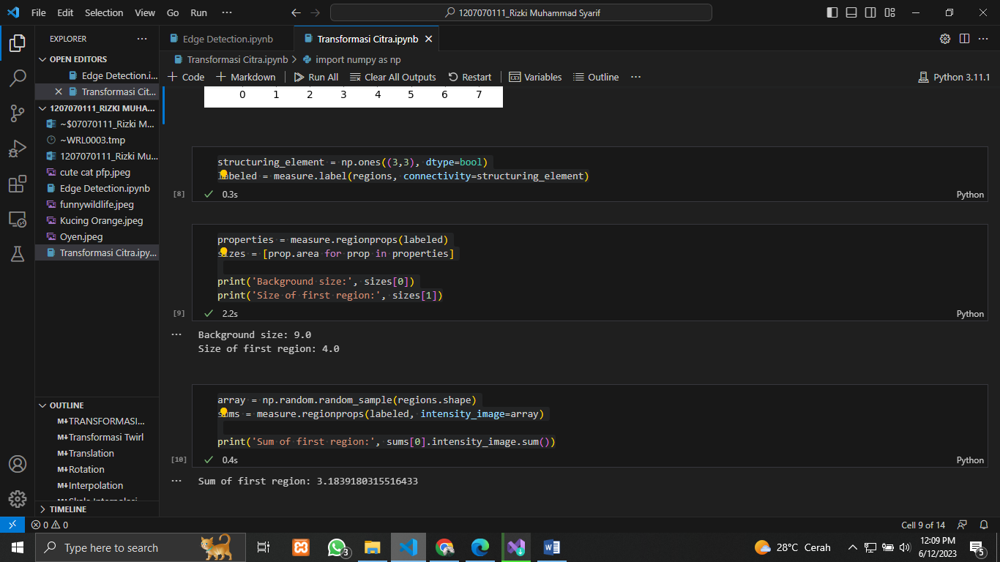 File Edit Selection View Go Run ···
1207070111_Rizki Muhammad Syarif
EXPLORER ···
OPEN EDITORS
Edge Detection.i...
Transformasi Cit...
1207070111_RIZKI MUHA...
~$07070111_Rizki M...
~WRL0003.tmp
1207070111_Rizki Mu...
cute cat pfp.jpeg
Edge Detection.ipynb
funnywildlife.jpeg
Kucing Orange.jpeg
Oyen.jpeg
Transformasi Citra.ipy...
OUTLINE
M↓TRANSFORMASI...
M↓Transformasi Twirl
M↓Translation
M↓Rotation
M↓Interpolation
TIMELINE
Edge Detection.ipynb
Transformasi Citra.ipynb
Transformasi Citra.ipynb > import numpy as np
+ Code + Markdown Run All Clear All Outputs Restart Variables Outline ··· Python 3.11.1
0 1 2 3 4 5 6 7
structuring_element = np.ones((3,3), dtype=bool)
labeled = measure.label(regions, connectivity=structuring_element)
[8] 0.3s Python
properties = measure.regionprops(labeled)
sizes = [prop.area for prop in properties]
print('Background size:', sizes[0])
print('Size of first region:', sizes[1])
[9] 2.2s Python
Background size: 9.0
Size of first region: 4.0
array = np.random.random_sample(regions.shape)
sums = measure.regionprops(labeled, intensity_image=array)
print('Sum of first region:', sums[0].intensity_image.sum())
[10] 0.4s Python
Sum of first region: 3.1839180315516433
0 0 Cell 9 of 14
Type here to search
3
28°C Cerah
12:09 PM
6/12/2023
5